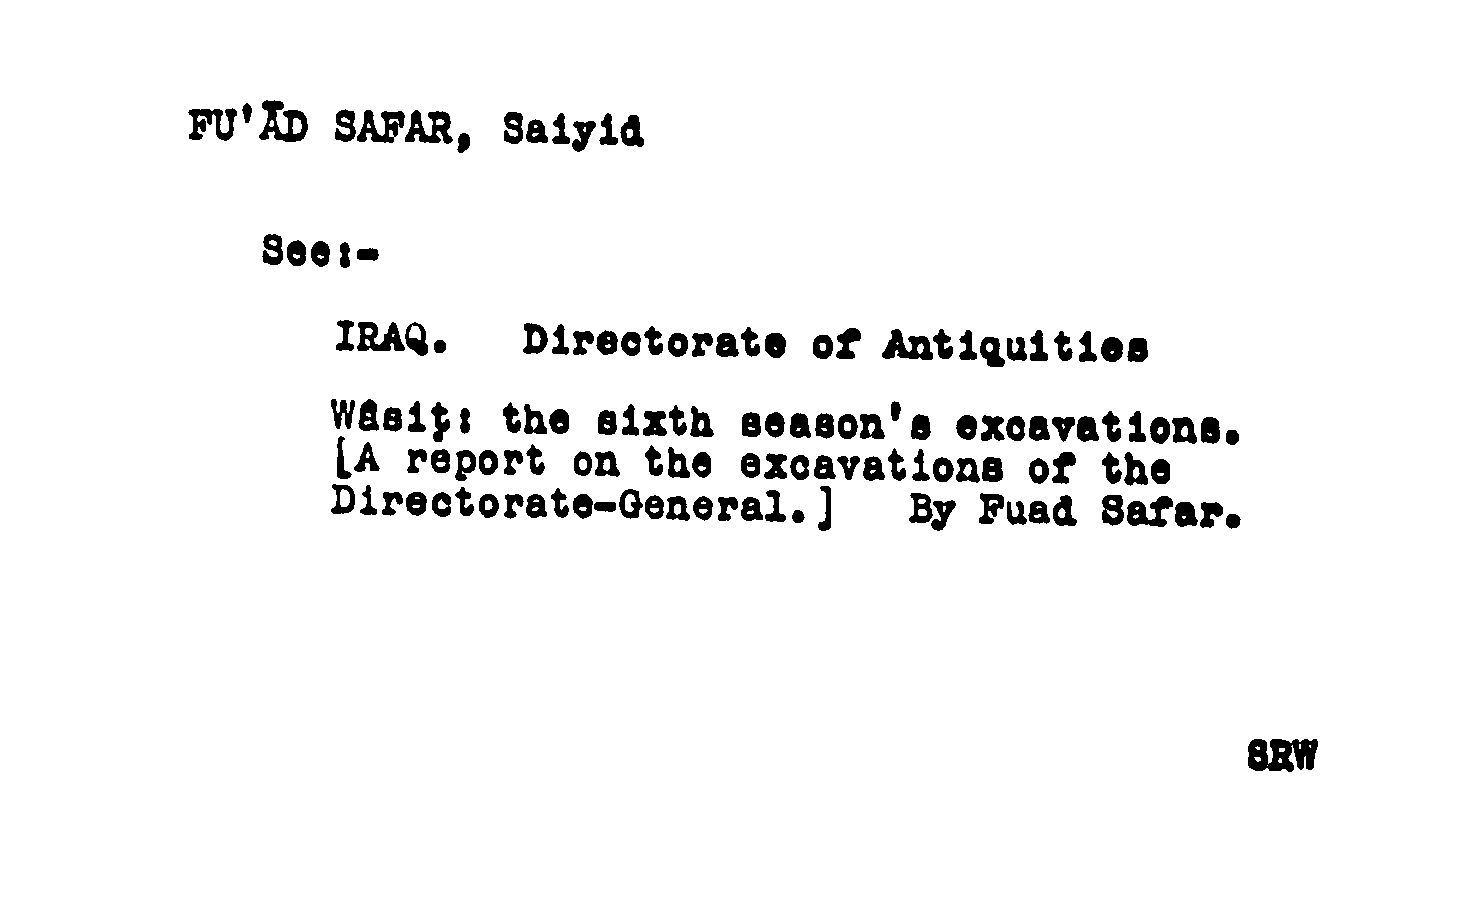 FU'ĀD SAFAR, Saiyid
See:-
IRAQ. Directorate of Antiquities
Wâsiṭ: the sixth season's excavations.
[A report on the excavations of the
Directorate-General.] By Fuad Safar.
SRW